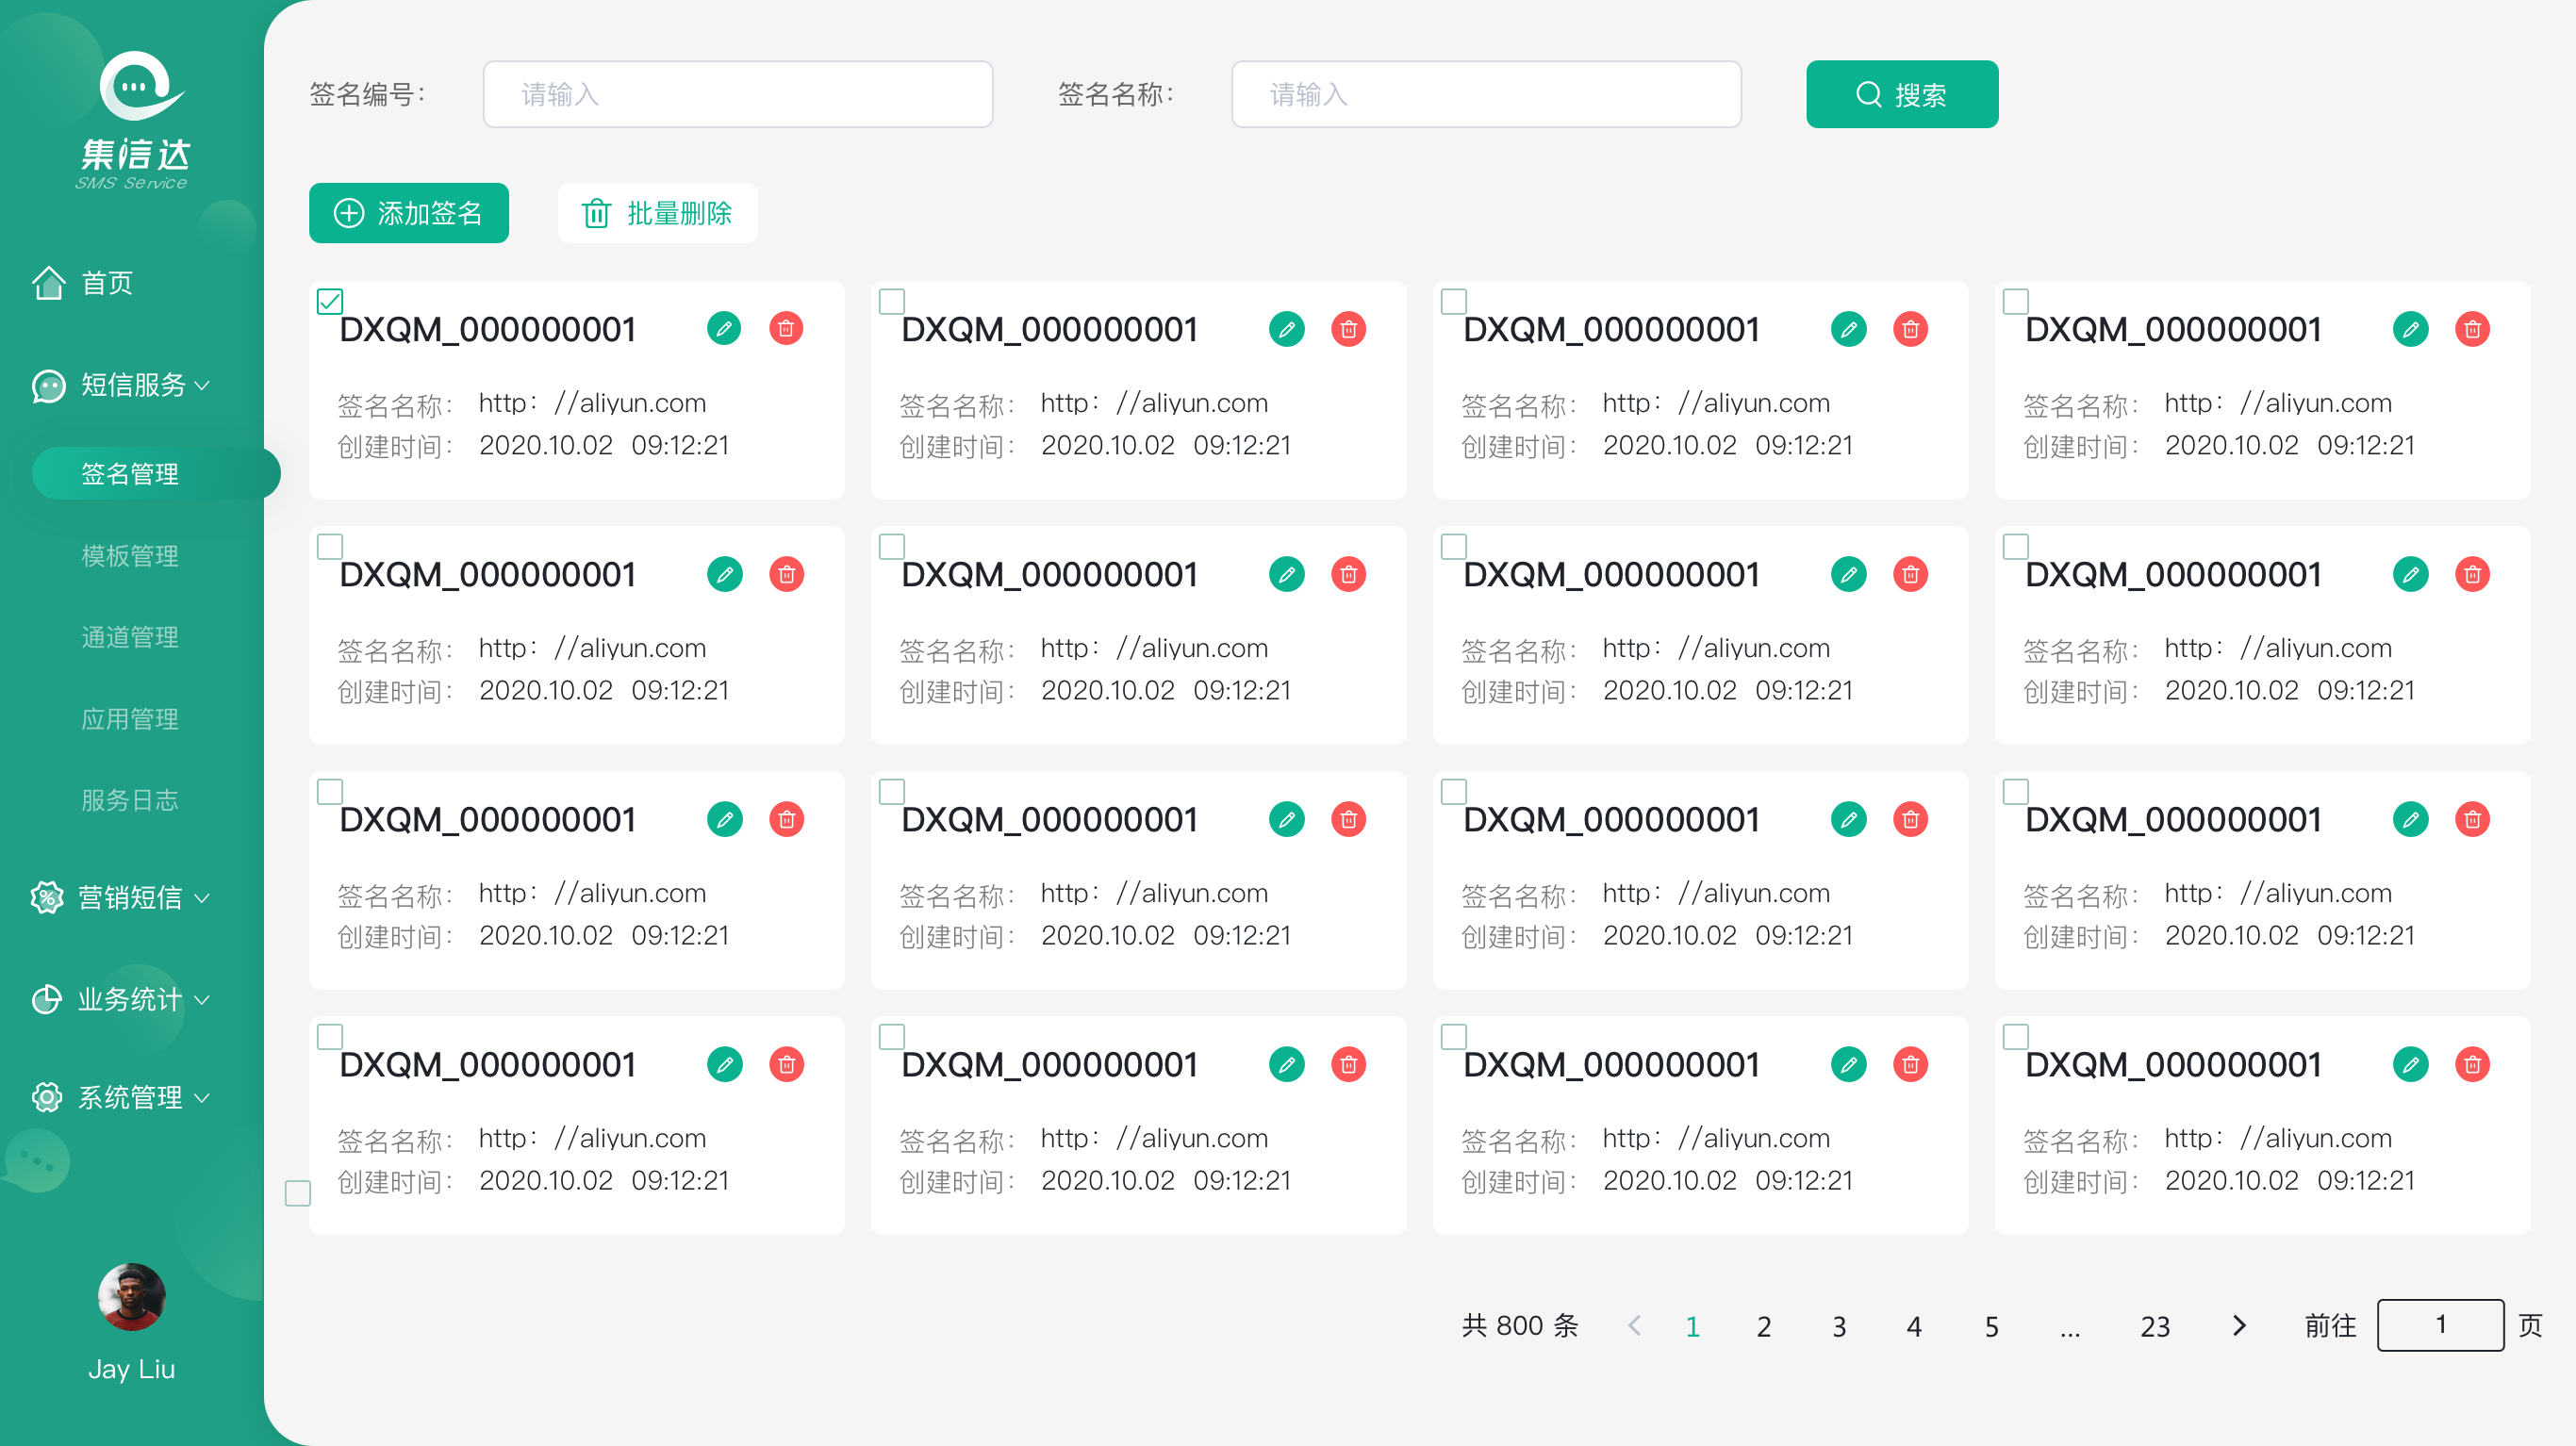 集信达
SMS Service
首页
短信服务
签名管理
模板管理
通道管理
应用管理
服务日志
营销短信
业务统计
系统管理
Jay Liu
签名编号： 请输入 签名名称： 请输入 搜索
添加签名 批量删除
DXQM_000000001 DXQM_000000001 DXQM_000000001 DXQM_000000001
签名名称： http：//aliyun.com 签名名称： http：//aliyun.com 签名名称： http：//aliyun.com 签名名称： http：//aliyun.com
创建时间： 2020.10.02 09:12:21 创建时间： 2020.10.02 09:12:21 创建时间： 2020.10.02 09:12:21 创建时间： 2020.10.02 09:12:21
DXQM_000000001 DXQM_000000001 DXQM_000000001 DXQM_000000001
签名名称： http：//aliyun.com 签名名称： http：//aliyun.com 签名名称： http：//aliyun.com 签名名称： http：//aliyun.com
创建时间： 2020.10.02 09:12:21 创建时间： 2020.10.02 09:12:21 创建时间： 2020.10.02 09:12:21 创建时间： 2020.10.02 09:12:21
DXQM_000000001 DXQM_000000001 DXQM_000000001 DXQM_000000001
签名名称： http：//aliyun.com 签名名称： http：//aliyun.com 签名名称： http：//aliyun.com 签名名称： http：//aliyun.com
创建时间： 2020.10.02 09:12:21 创建时间： 2020.10.02 09:12:21 创建时间： 2020.10.02 09:12:21 创建时间： 2020.10.02 09:12:21
DXQM_000000001 DXQM_000000001 DXQM_000000001 DXQM_000000001
签名名称： http：//aliyun.com 签名名称： http：//aliyun.com 签名名称： http：//aliyun.com 签名名称： http：//aliyun.com
创建时间： 2020.10.02 09:12:21 创建时间： 2020.10.02 09:12:21 创建时间： 2020.10.02 09:12:21 创建时间： 2020.10.02 09:12:21
共 800 条 1 2 3 4 5 ... 23 前往 1 页